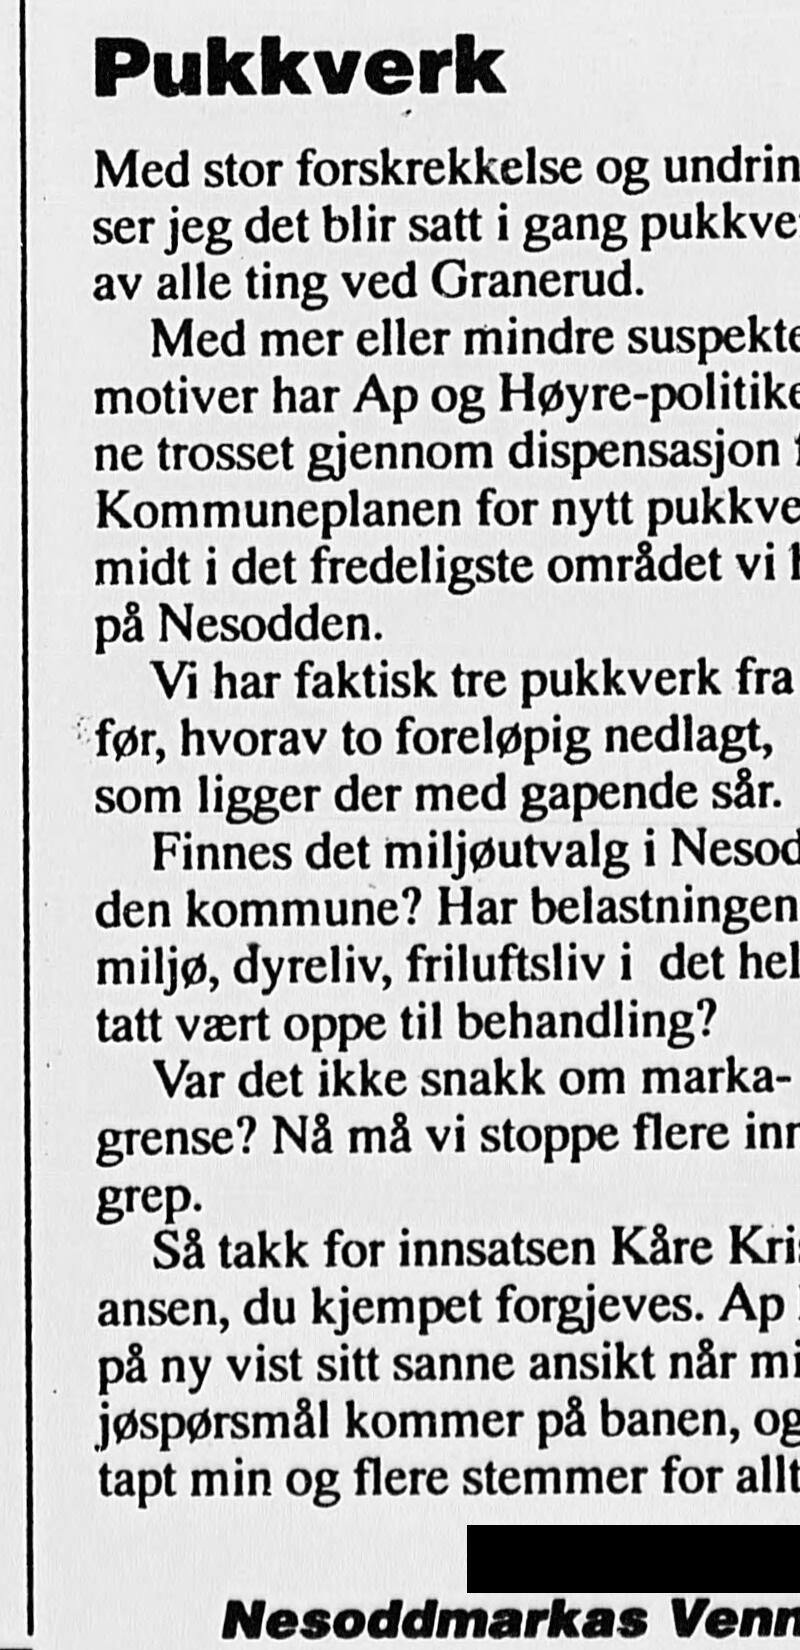 Pukkverk
Med stor forskrekkelse og undrin
ser jeg det blir satt i gang pukkve
av alle ting ved Granerud.
Med mer eller mindre suspekte
motiver har Ap og Høyre-politike
ne trosset gjennom dispensasjon f
Kommuneplanen for nytt pukkve
midt i det fredeligste området vi h
på Nesodden.
Vi har faktisk tre pukkverk fra
før, hvorav to foreløpig nedlagt,
som ligger der med gapende sår.
Finnes det miljøutvalg i Nesod
den kommune? Har belastningen
miljø, dyreliv, friluftsliv i det hel
tatt vært oppe til behandling?
Var det ikke snakk om marka-
grense? Nå må vi stoppe flere inn
grep.
Så takk for innsatsen Kåre Kris
ansen, du kjempet forgjeves. Ap
på ny vist sitt sanne ansikt når mi
jøspørsmål kommer på banen, og
tapt min og flere stemmer for allt
Nesoddmarkas Venn